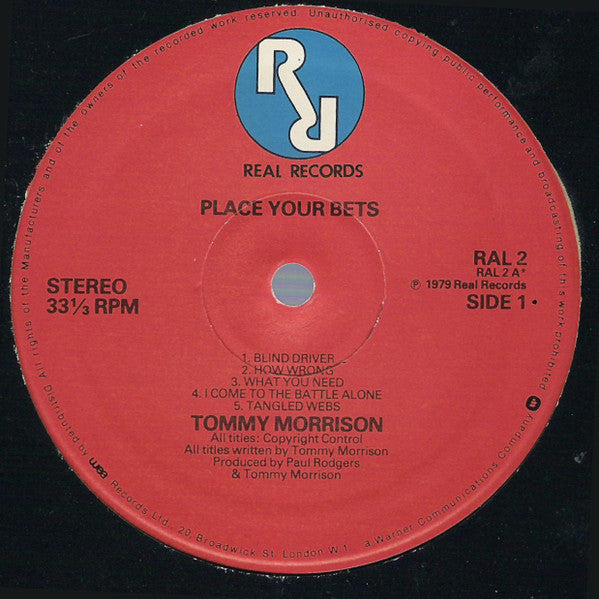 RR
REAL RECORDS
PLACE YOUR BETS
STEREO
33⅓ RPM
RAL 2
RAL 2 A*
℗ 1979 Real Records
SIDE 1 •
1. BLIND DRIVER
2. HOW WRONG
3. WHAT YOU NEED
4. I COME TO THE BATTLE ALONE
5. TANGLED WEBS
TOMMY MORRISON
All titles: Copyright Control
All titles written by Tommy Morrison
Produced by Paul Rodgers
& Tommy Morrison
All rights of the Manufacturers and of the owners of the recorded work reserved. Unauthorised copying public performance and broadcasting of this recording prohibited.
Distributed by wea Records Ltd. 20, Broadwick St. London W 1. a Warner Communications Company